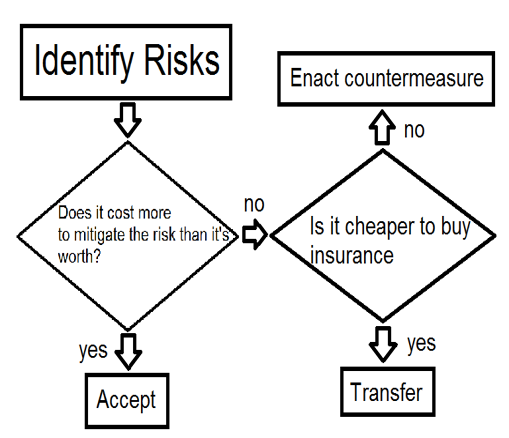 Identify Risks
Does it cost more
to mitigate the risk than it's
worth?
yes
Accept
no
Is it cheaper to buy
insurance
no
Enact countermeasure
yes
Transfer